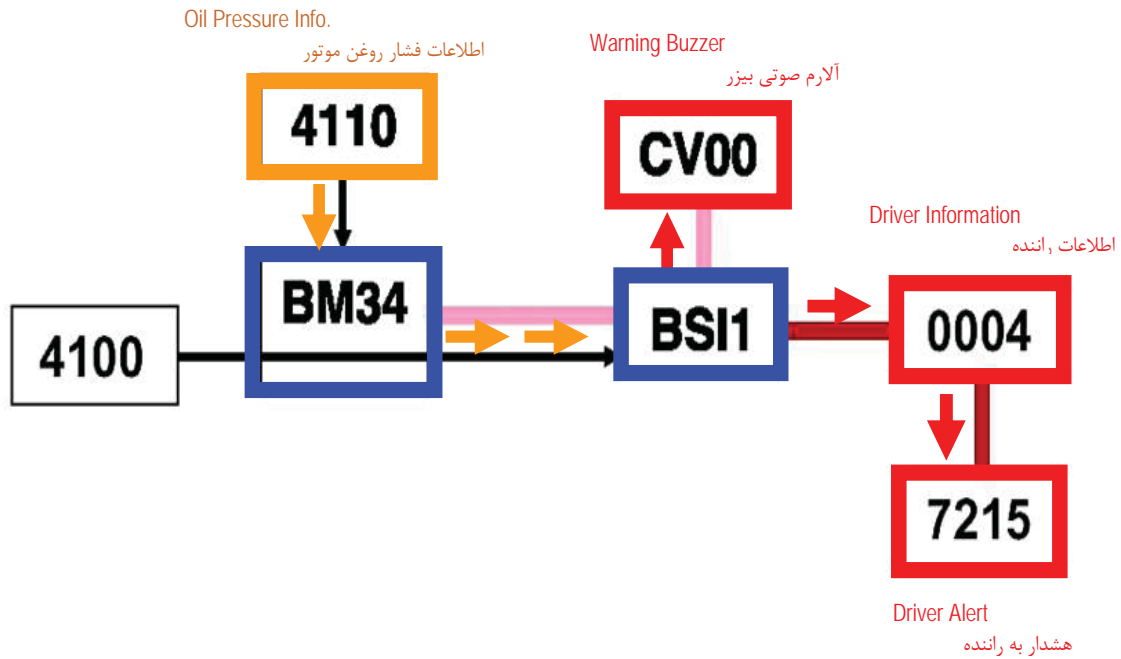 Oil Pressure Info.
اطلاعات فشار روغن موتور
Warning Buzzer
آلارم صوتی بیزر
4110
CV00
Driver Information
اطلاعات راننده
BM34
BSI1
0004
4100
7215
Driver Alert
هشدار به راننده